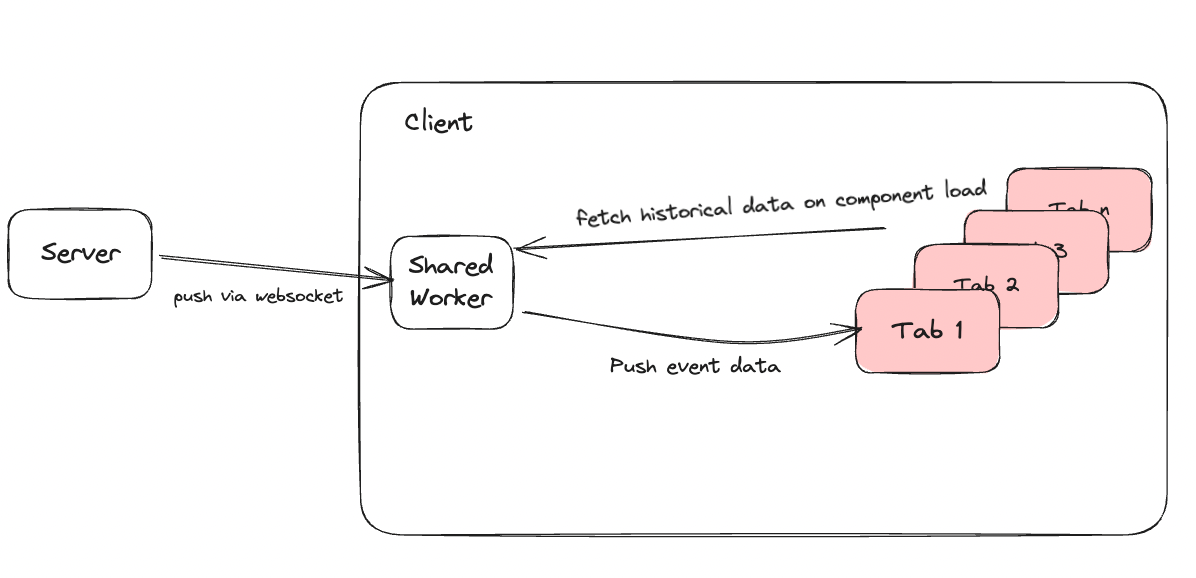 Client
fetch historical data on component load
Tab n
3
Server
Shared
Worker
push via websocket
Tab 2
Tab 1
Push event data